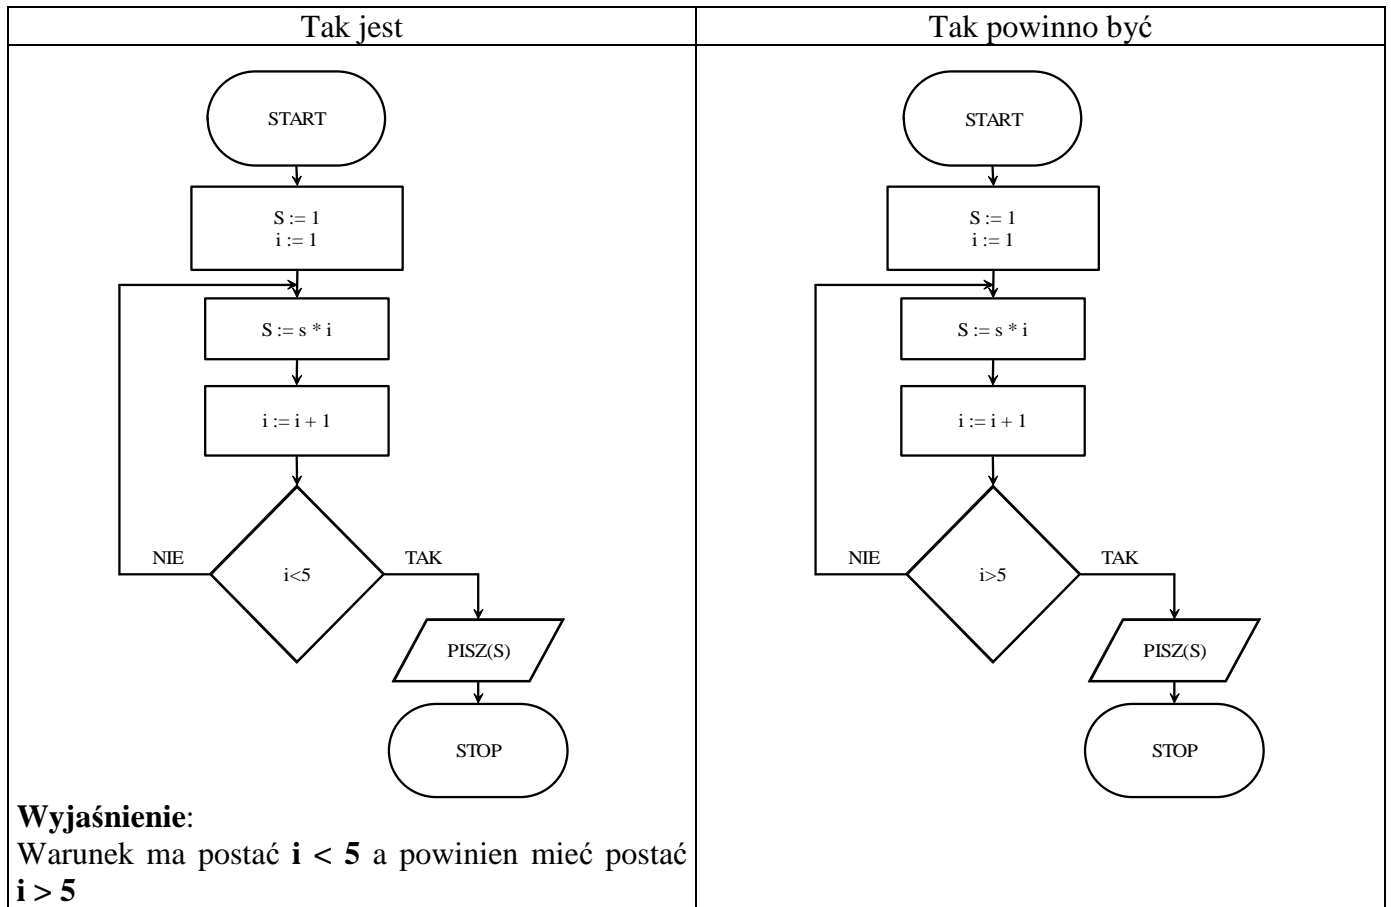 Tak jest
START
S := 1
i := 1
S := s * i
i := i + 1
NIE
i<5
TAK
PISZ(S)
STOP
Wyjaśnienie:
Warunek ma postać i < 5 a powinien mieć postać
i > 5
Tak powinno być
START
S := 1
i := 1
S := s * i
i := i + 1
NIE
i>5
TAK
PISZ(S)
STOP